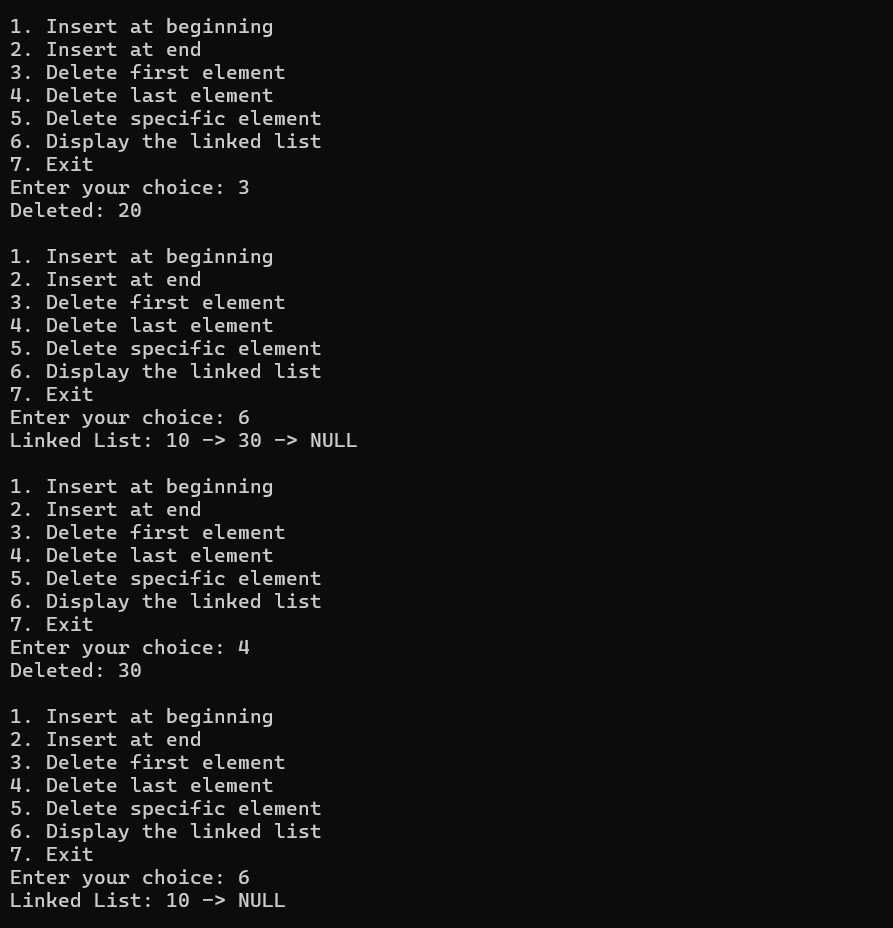 1. Insert at beginning
2. Insert at end
3. Delete first element
4. Delete last element
5. Delete specific element
6. Display the linked list
7. Exit
Enter your choice: 3
Deleted: 20

1. Insert at beginning
2. Insert at end
3. Delete first element
4. Delete last element
5. Delete specific element
6. Display the linked list
7. Exit
Enter your choice: 6
Linked List: 10 -> 30 -> NULL

1. Insert at beginning
2. Insert at end
3. Delete first element
4. Delete last element
5. Delete specific element
6. Display the linked list
7. Exit
Enter your choice: 4
Deleted: 30

1. Insert at beginning
2. Insert at end
3. Delete first element
4. Delete last element
5. Delete specific element
6. Display the linked list
7. Exit
Enter your choice: 6
Linked List: 10 -> NULL